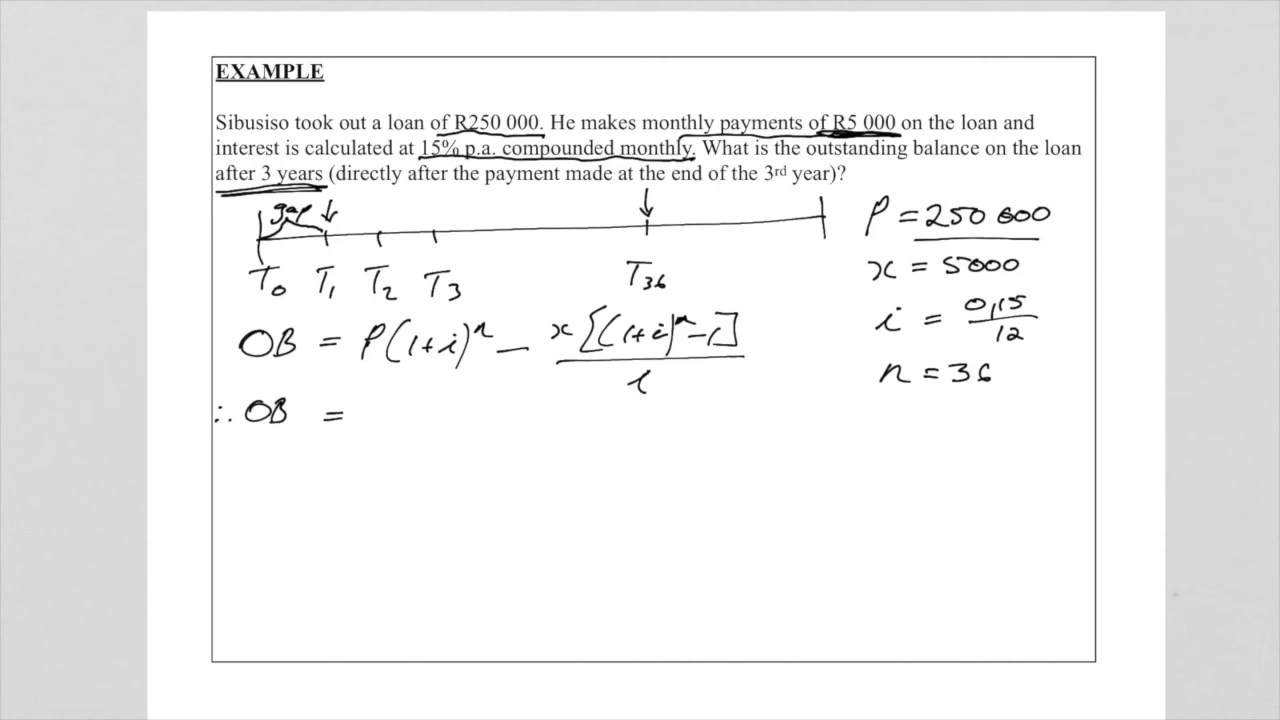 EXAMPLE
Sibusiso took out a loan of R250 000. He makes monthly payments of R5 000 on the loan and
interest is calculated at 15% p.a. compounded monthly. What is the outstanding balance on the loan
after 3 years (directly after the payment made at the end of the 3rd year)?
gap
T₀ T₁ T₂ T₃ T₃₆
P = 250 000
x = 5000
i = 0,15/12
n = 36
OB = P(1+i)ⁿ − x[(1+i)ⁿ−1]/i
∴ OB =